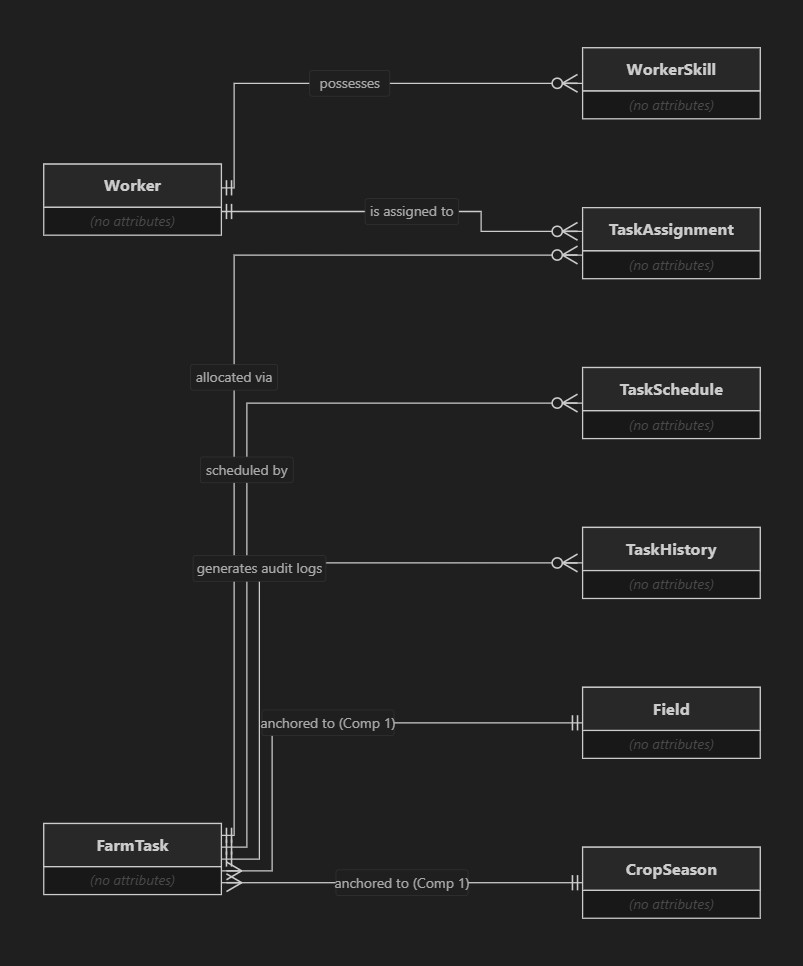 WorkerSkill
(no attributes)
possesses
Worker
(no attributes)
is assigned to
TaskAssignment
(no attributes)
allocated via
TaskSchedule
(no attributes)
scheduled by
TaskHistory
(no attributes)
generates audit logs
Field
(no attributes)
anchored to (Comp 1)
FarmTask
(no attributes)
CropSeason
(no attributes)
anchored to (Comp 1)